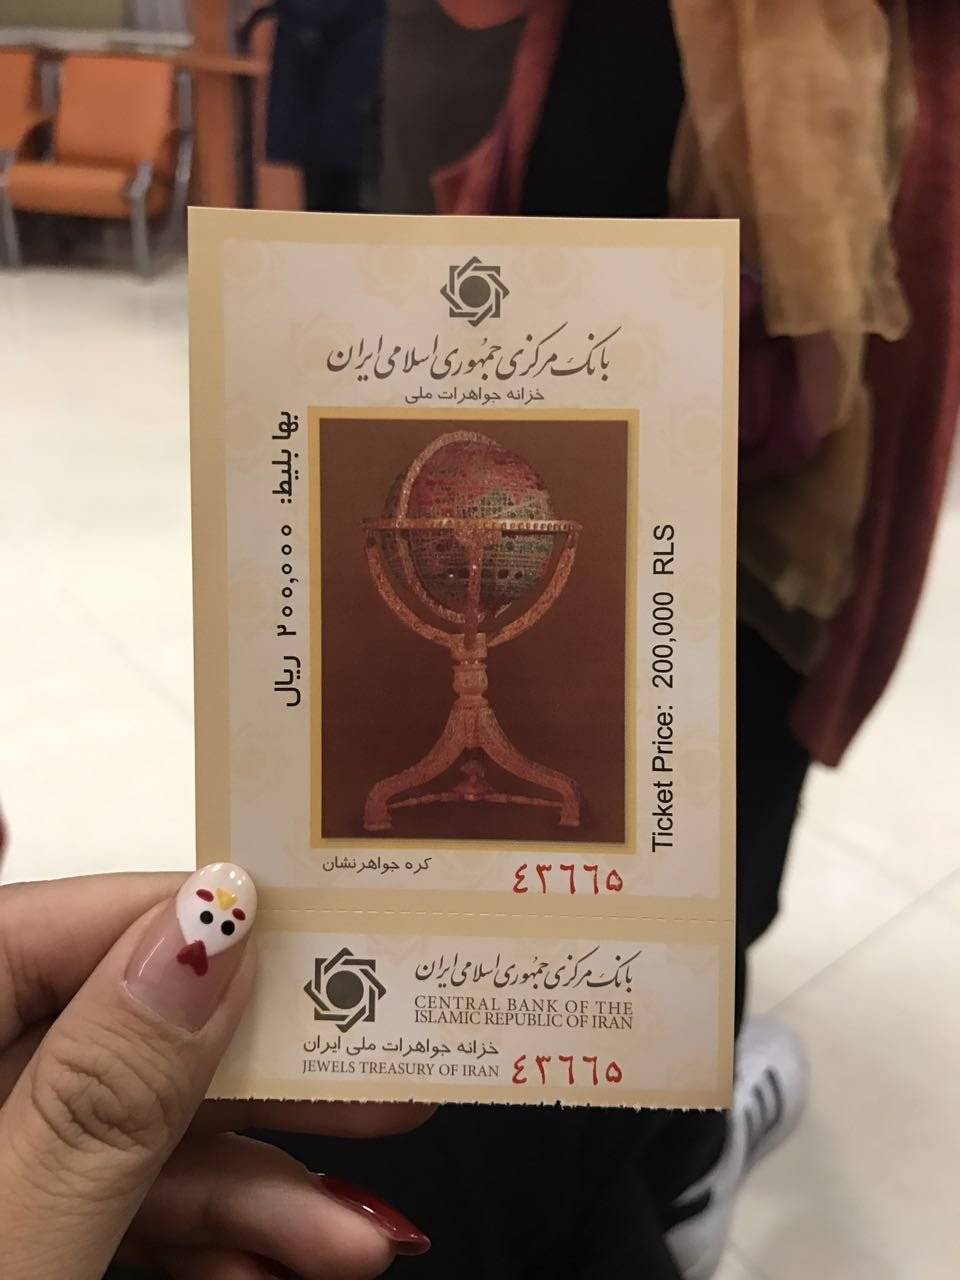 بانک مرکزی جمهوری اسلامی ایران
خزانه جواهرات ملی
بها بلیط: ۲۰۰,۰۰۰ ریال
Ticket Price: 200,000 RLS
کره جواهرنشان
٤٣٦٦٥
بانک مرکزی جمهوری اسلامی ایران
CENTRAL BANK OF THE
ISLAMIC REPUBLIC OF IRAN
خزانه جواهرات ملی ایران
JEWELS TREASURY OF IRAN
٤٣٦٦٥